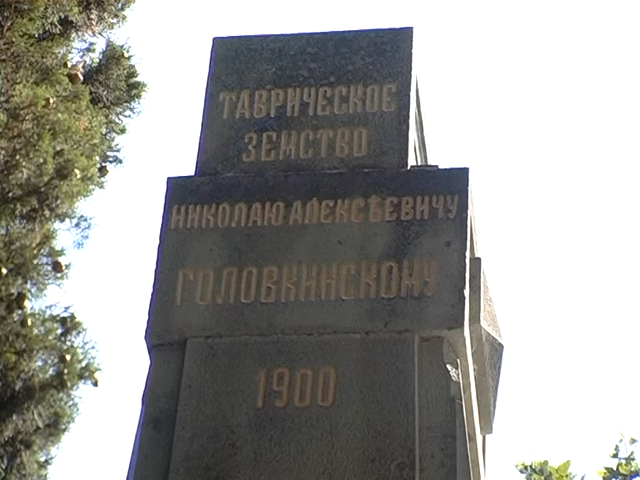 ТАВРИЧЕСКОЕ
ЗЕМСТВО
НИКОЛАЮ АЛЕКСѢЕВИЧУ
ГОЛОВКИНСКОМУ
1900